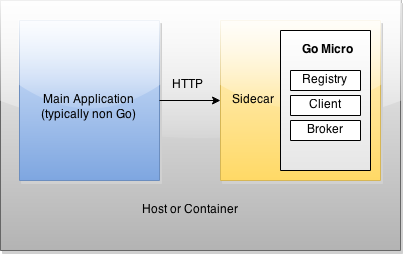 Main Application
(typically non Go)
HTTP
Sidecar
Go Micro
Registry
Client
Broker
Host or Container